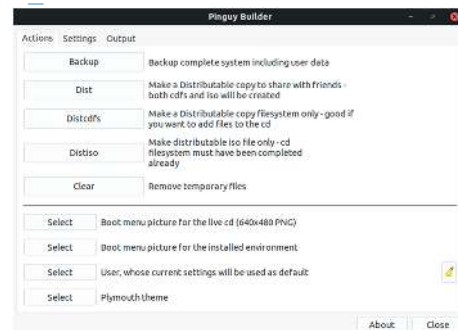 Pinguy Builder
Actions Settings Output
Backup
Backup complete system including user data
Dist
Make a Distributable copy to share with friends -
both cdfs and iso will be created
Distcdfs
Make a Distributable copy filesystem only - good if
you want to add files to the cd
Distiso
Make distributable iso file only - cd
filesystem must have been completed
already
Clear
Remove temporary files
Select Boot menu picture for the live cd (640x480 PNG)
Select Boot menu picture for the installed environment
Select User, whose current settings will be used as default
Select Plymouth theme
About Close